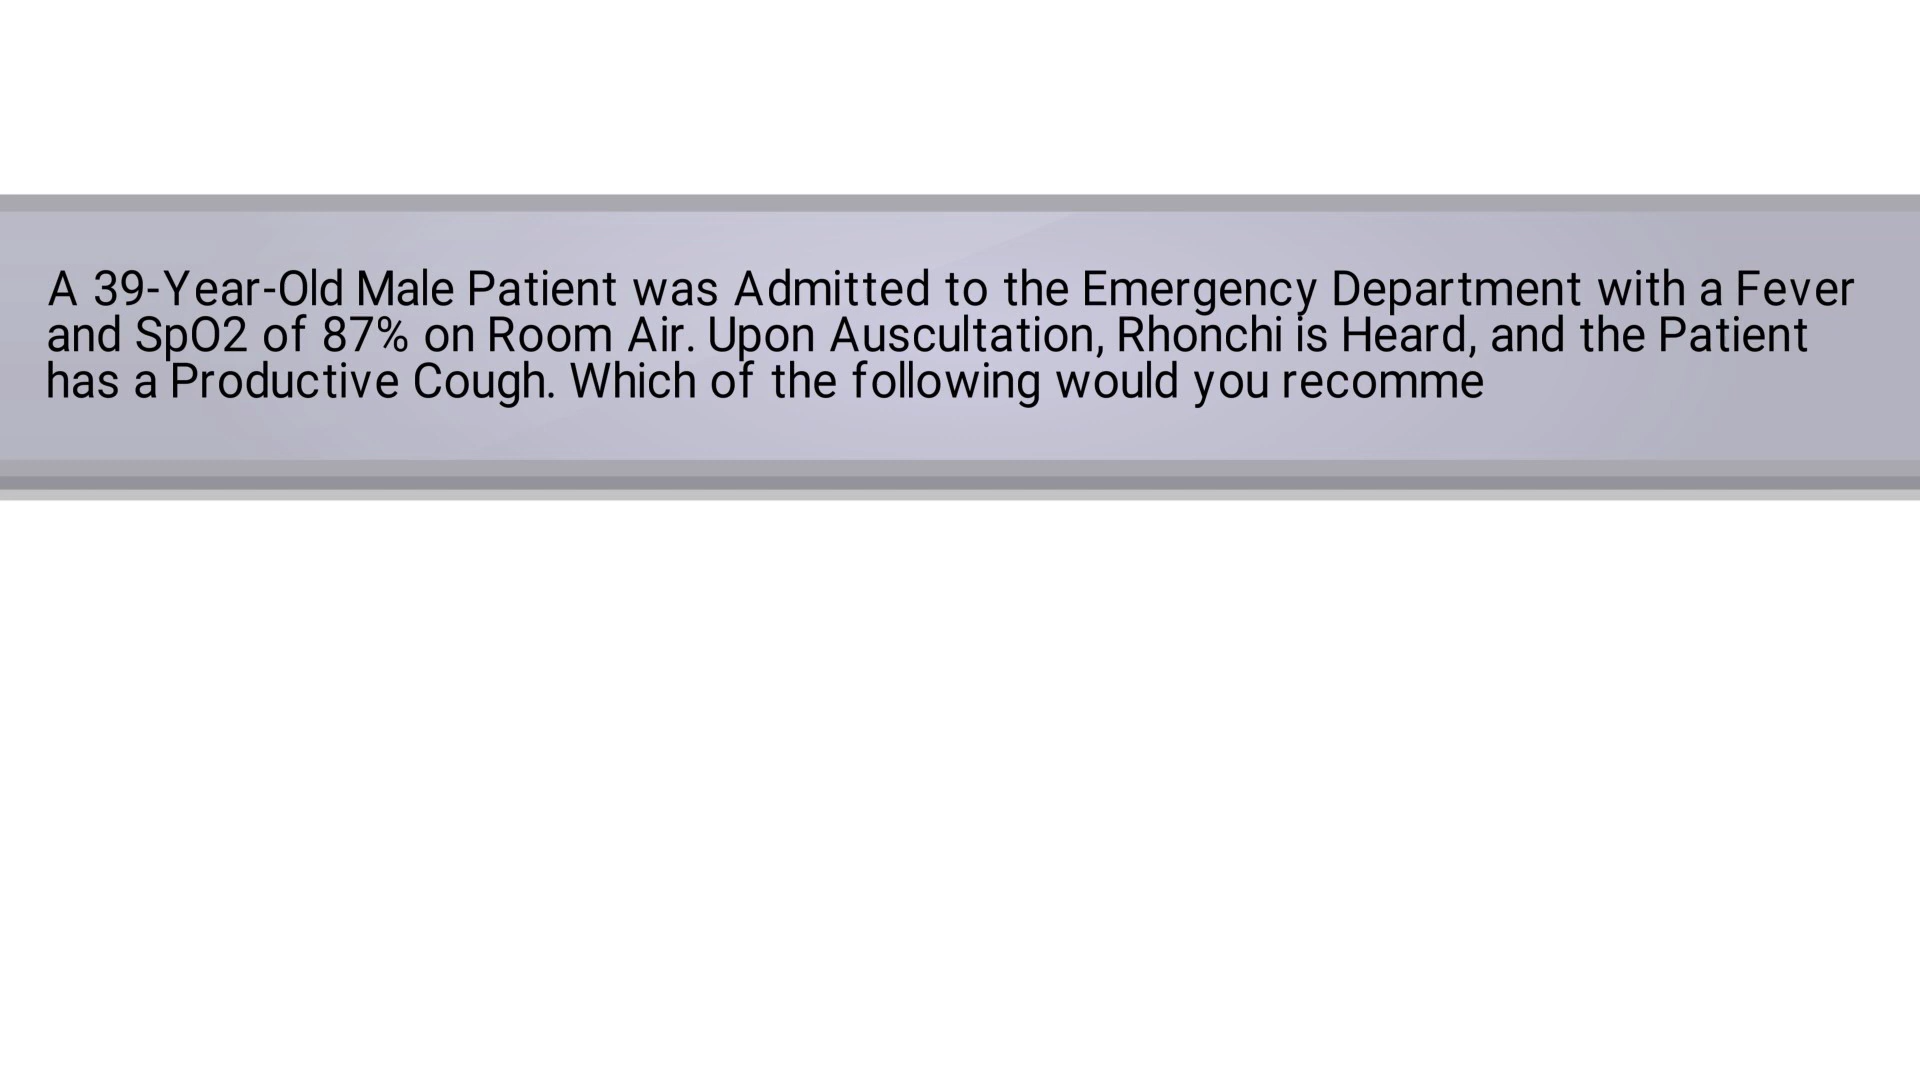 A 39-Year-Old Male Patient was Admitted to the Emergency Department with a Fever
and SpO2 of 87% on Room Air. Upon Auscultation, Rhonchi is Heard, and the Patient
has a Productive Cough. Which of the following would you recomme